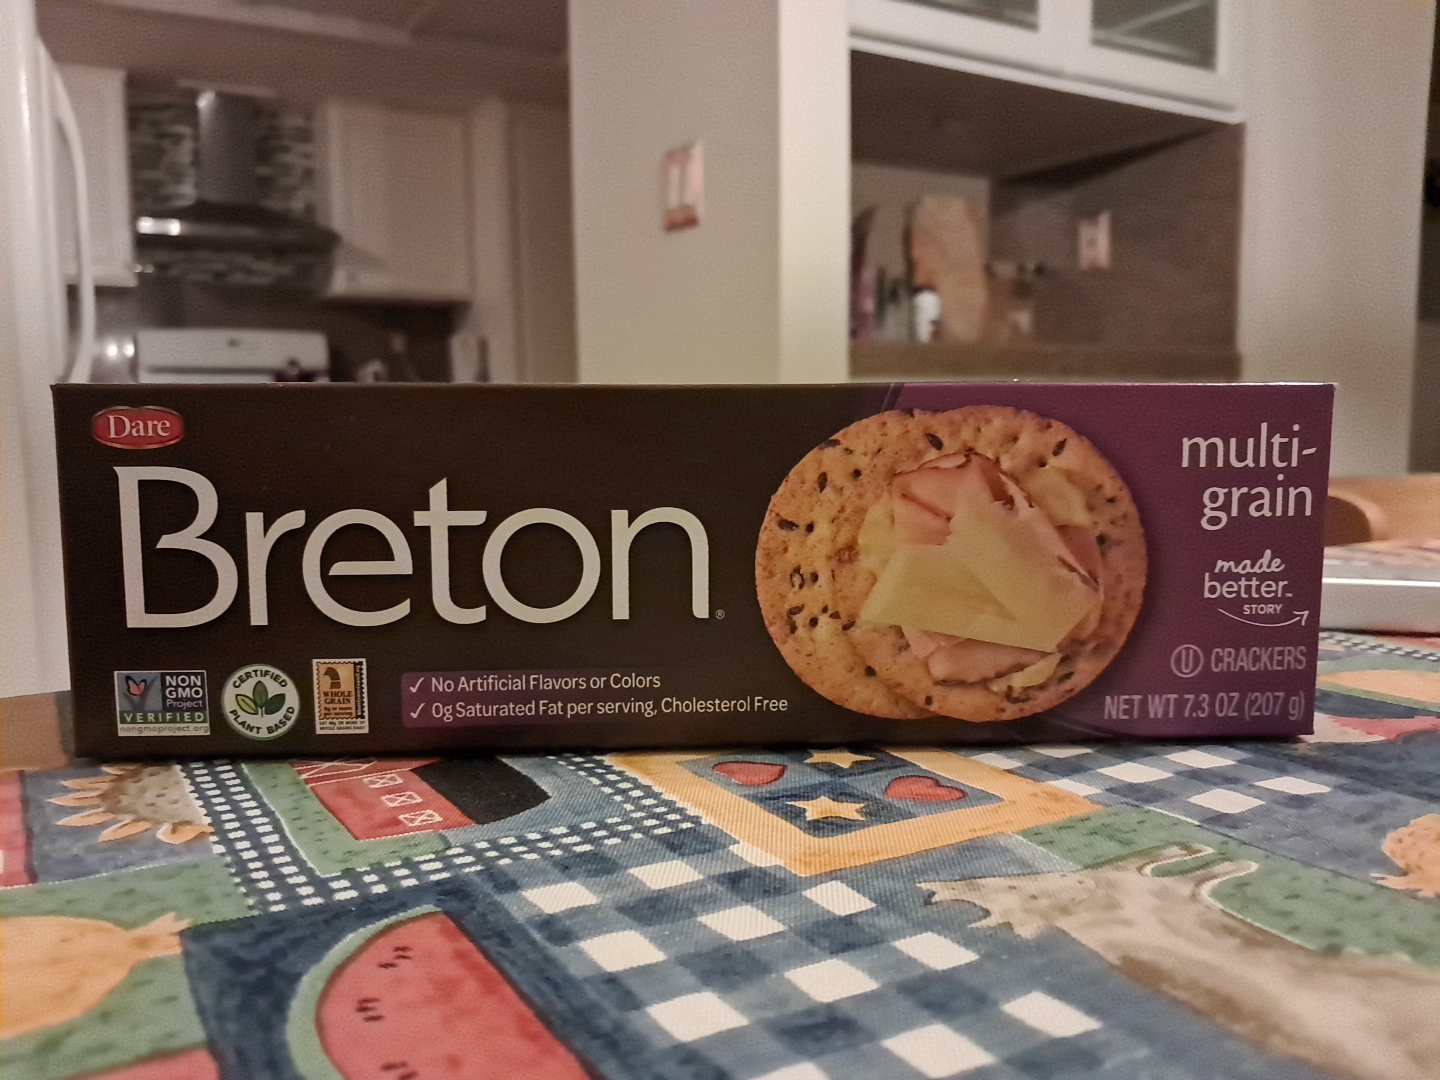 Dare
Breton®
multi-
grain
made
better™
STORY
U CRACKERS
NET WT 7.3 OZ (207 g)
NON
GMO
Project
VERIFIED
nongmoproject.org
CERTIFIED
PLANT BASED
WHOLE
GRAIN
✓ No Artificial Flavors or Colors
✓ 0g Saturated Fat per serving, Cholesterol Free